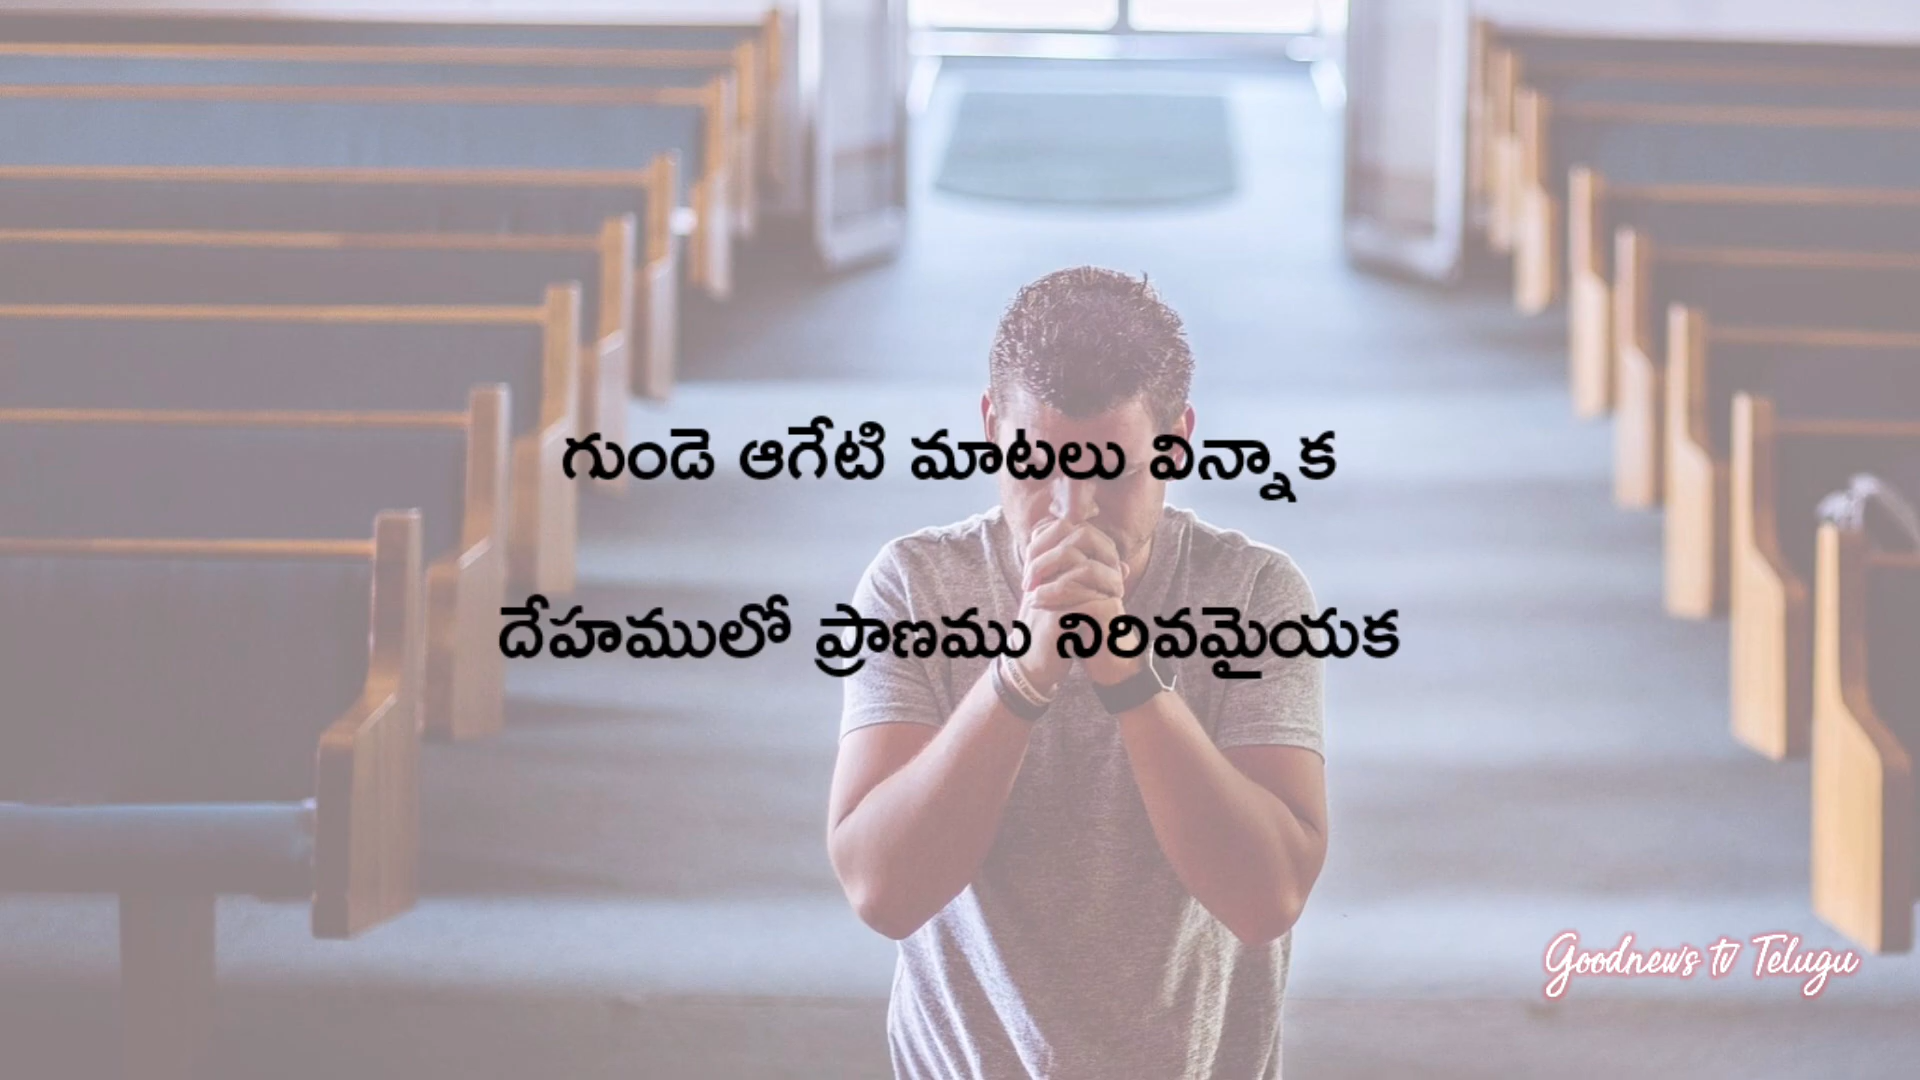 గుండె ఆగేటి మాటలు విన్నాక
దేహములో ప్రాణము నిరివమైయక
Goodnews tv Telugu